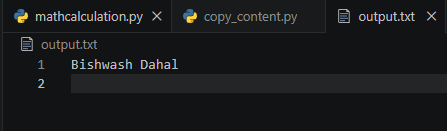 mathcalculation.py copy_content.py output.txt
output.txt
1 Bishwash Dahal
2